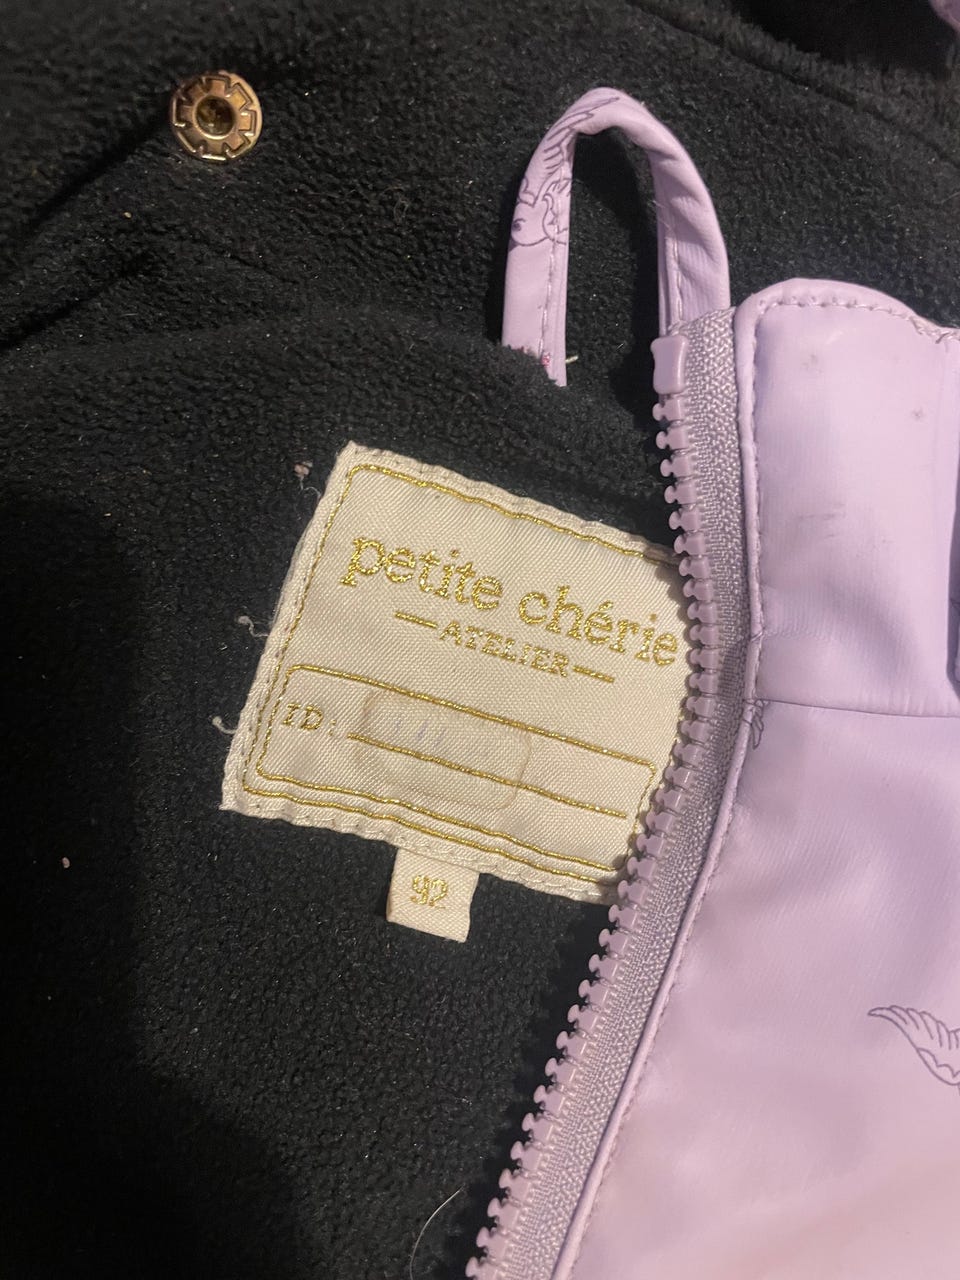 petite chérie
ATELIER
ID:
92